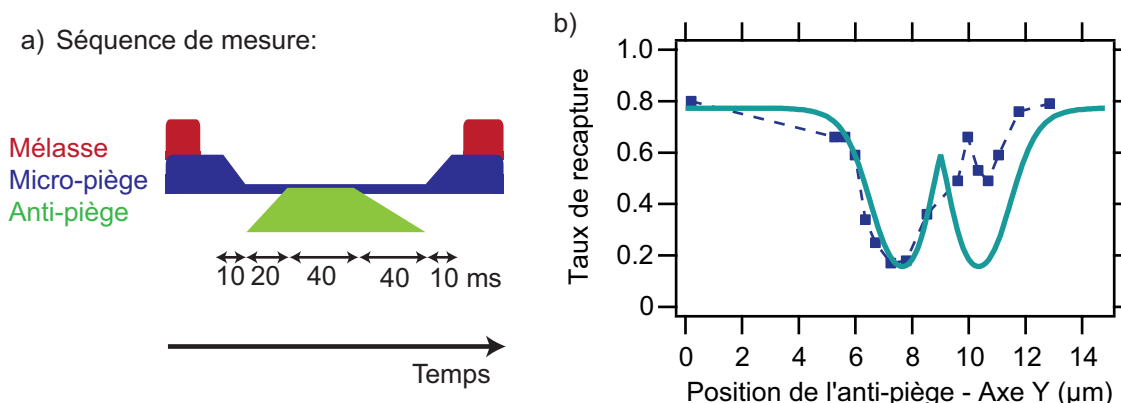 a) Séquence de mesure:
Mélasse
Micro-piège
Anti-piège
10 20 40 40 10 ms
Temps
b)
Taux de recapture
1.0
0.8
0.6
0.4
0.2
0
0 2 4 6 8 10 12 14
Position de l'anti-piège - Axe Y (µm)